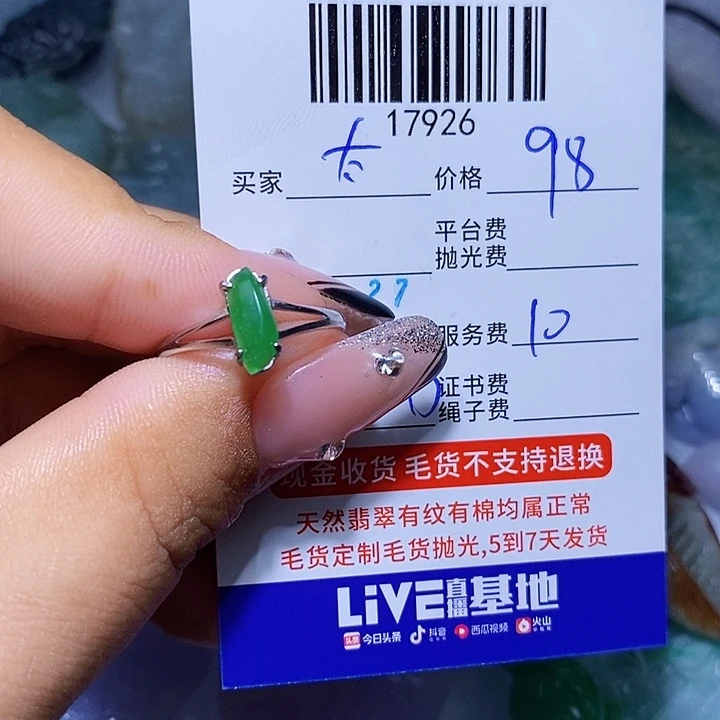 17926
买家 价格 98
平台费
抛光费
27
服务费 10
证书费
绳子费
现金收货 毛货不支持退换
天然翡翠有纹有棉均属正常
毛货定制毛货抛光,5到7天发货
LiVE直播基地
头条 今日头条 抖音 西瓜视频 火山